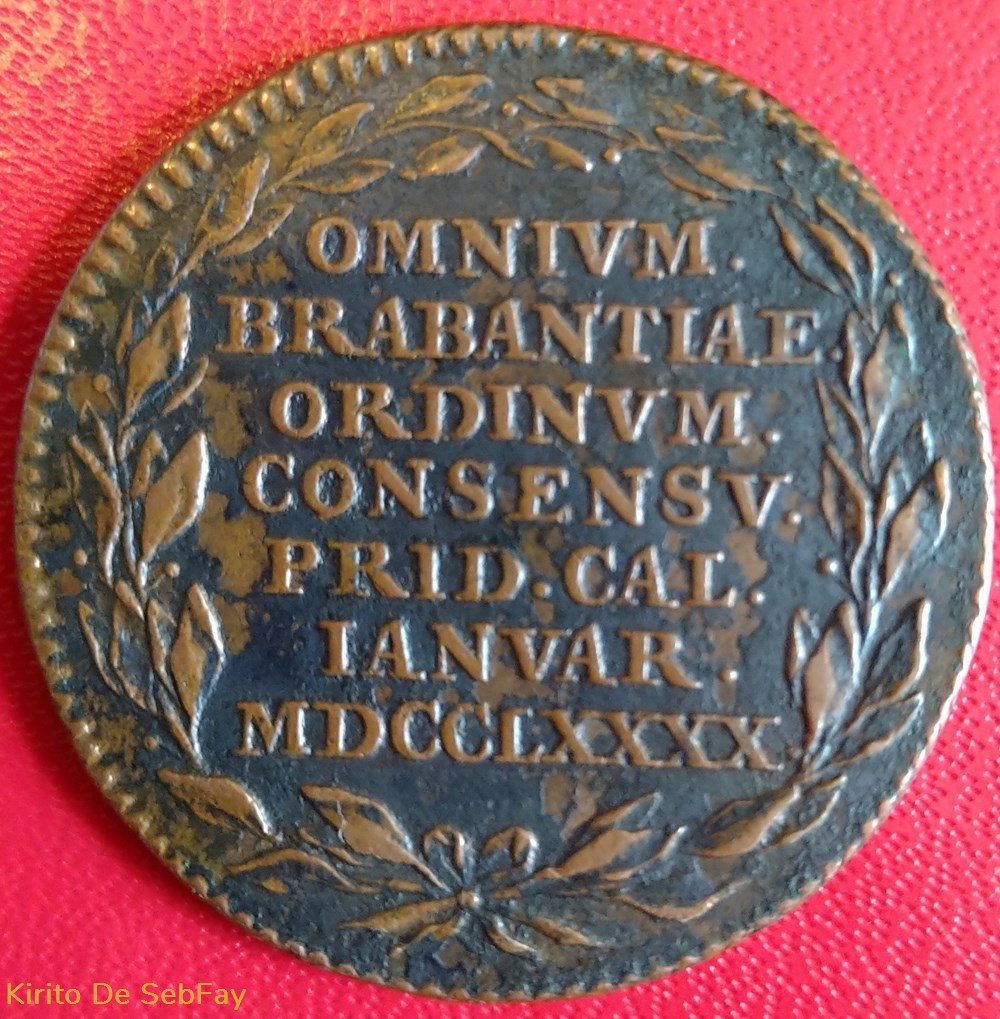 OMNIVM.
BRABANTIAE.
ORDINVM.
CONSENSV.
PRID. CAL.
IANVAR.
MDCCLXXXX.
Kirito De SebFay